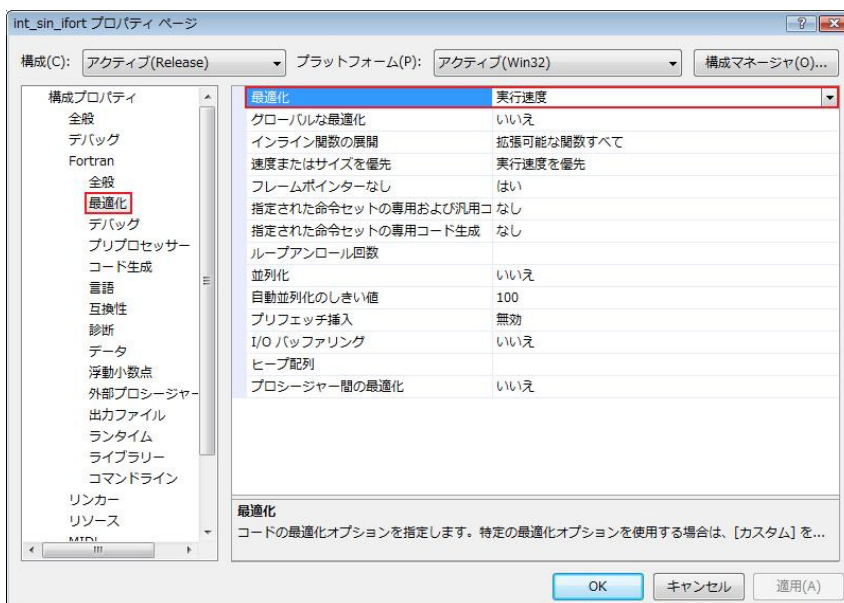 int_sin_ifort プロパティ ページ
構成(C): アクティブ(Release) プラットフォーム(P): アクティブ(Win32) 構成マネージャ(O)...
構成プロパティ
全般
デバッグ
Fortran
全般
最適化
デバッグ
プリプロセッサー
コード生成
言語
互換性
診断
データ
浮動小数点
外部プロシージャー
出力ファイル
ランタイム
ライブラリー
コマンドライン
リンカー
リソース
MIDL
最適化 実行速度
グローバルな最適化 いいえ
インライン関数の展開 拡張可能な関数すべて
速度またはサイズを優先 実行速度を優先
フレームポインターなし はい
指定された命令セットの専用および汎用コ なし
指定された命令セットの専用コード生成 なし
ループアンロール回数
並列化 いいえ
自動並列化のしきい値 100
プリフェッチ挿入 無効
I/O バッファリング いいえ
ヒープ配列
プロシージャー間の最適化 いいえ
最適化
コードの最適化オプションを指定します。特定の最適化オプションを使用する場合は、[カスタム] を...
OK キャンセル 適用(A)